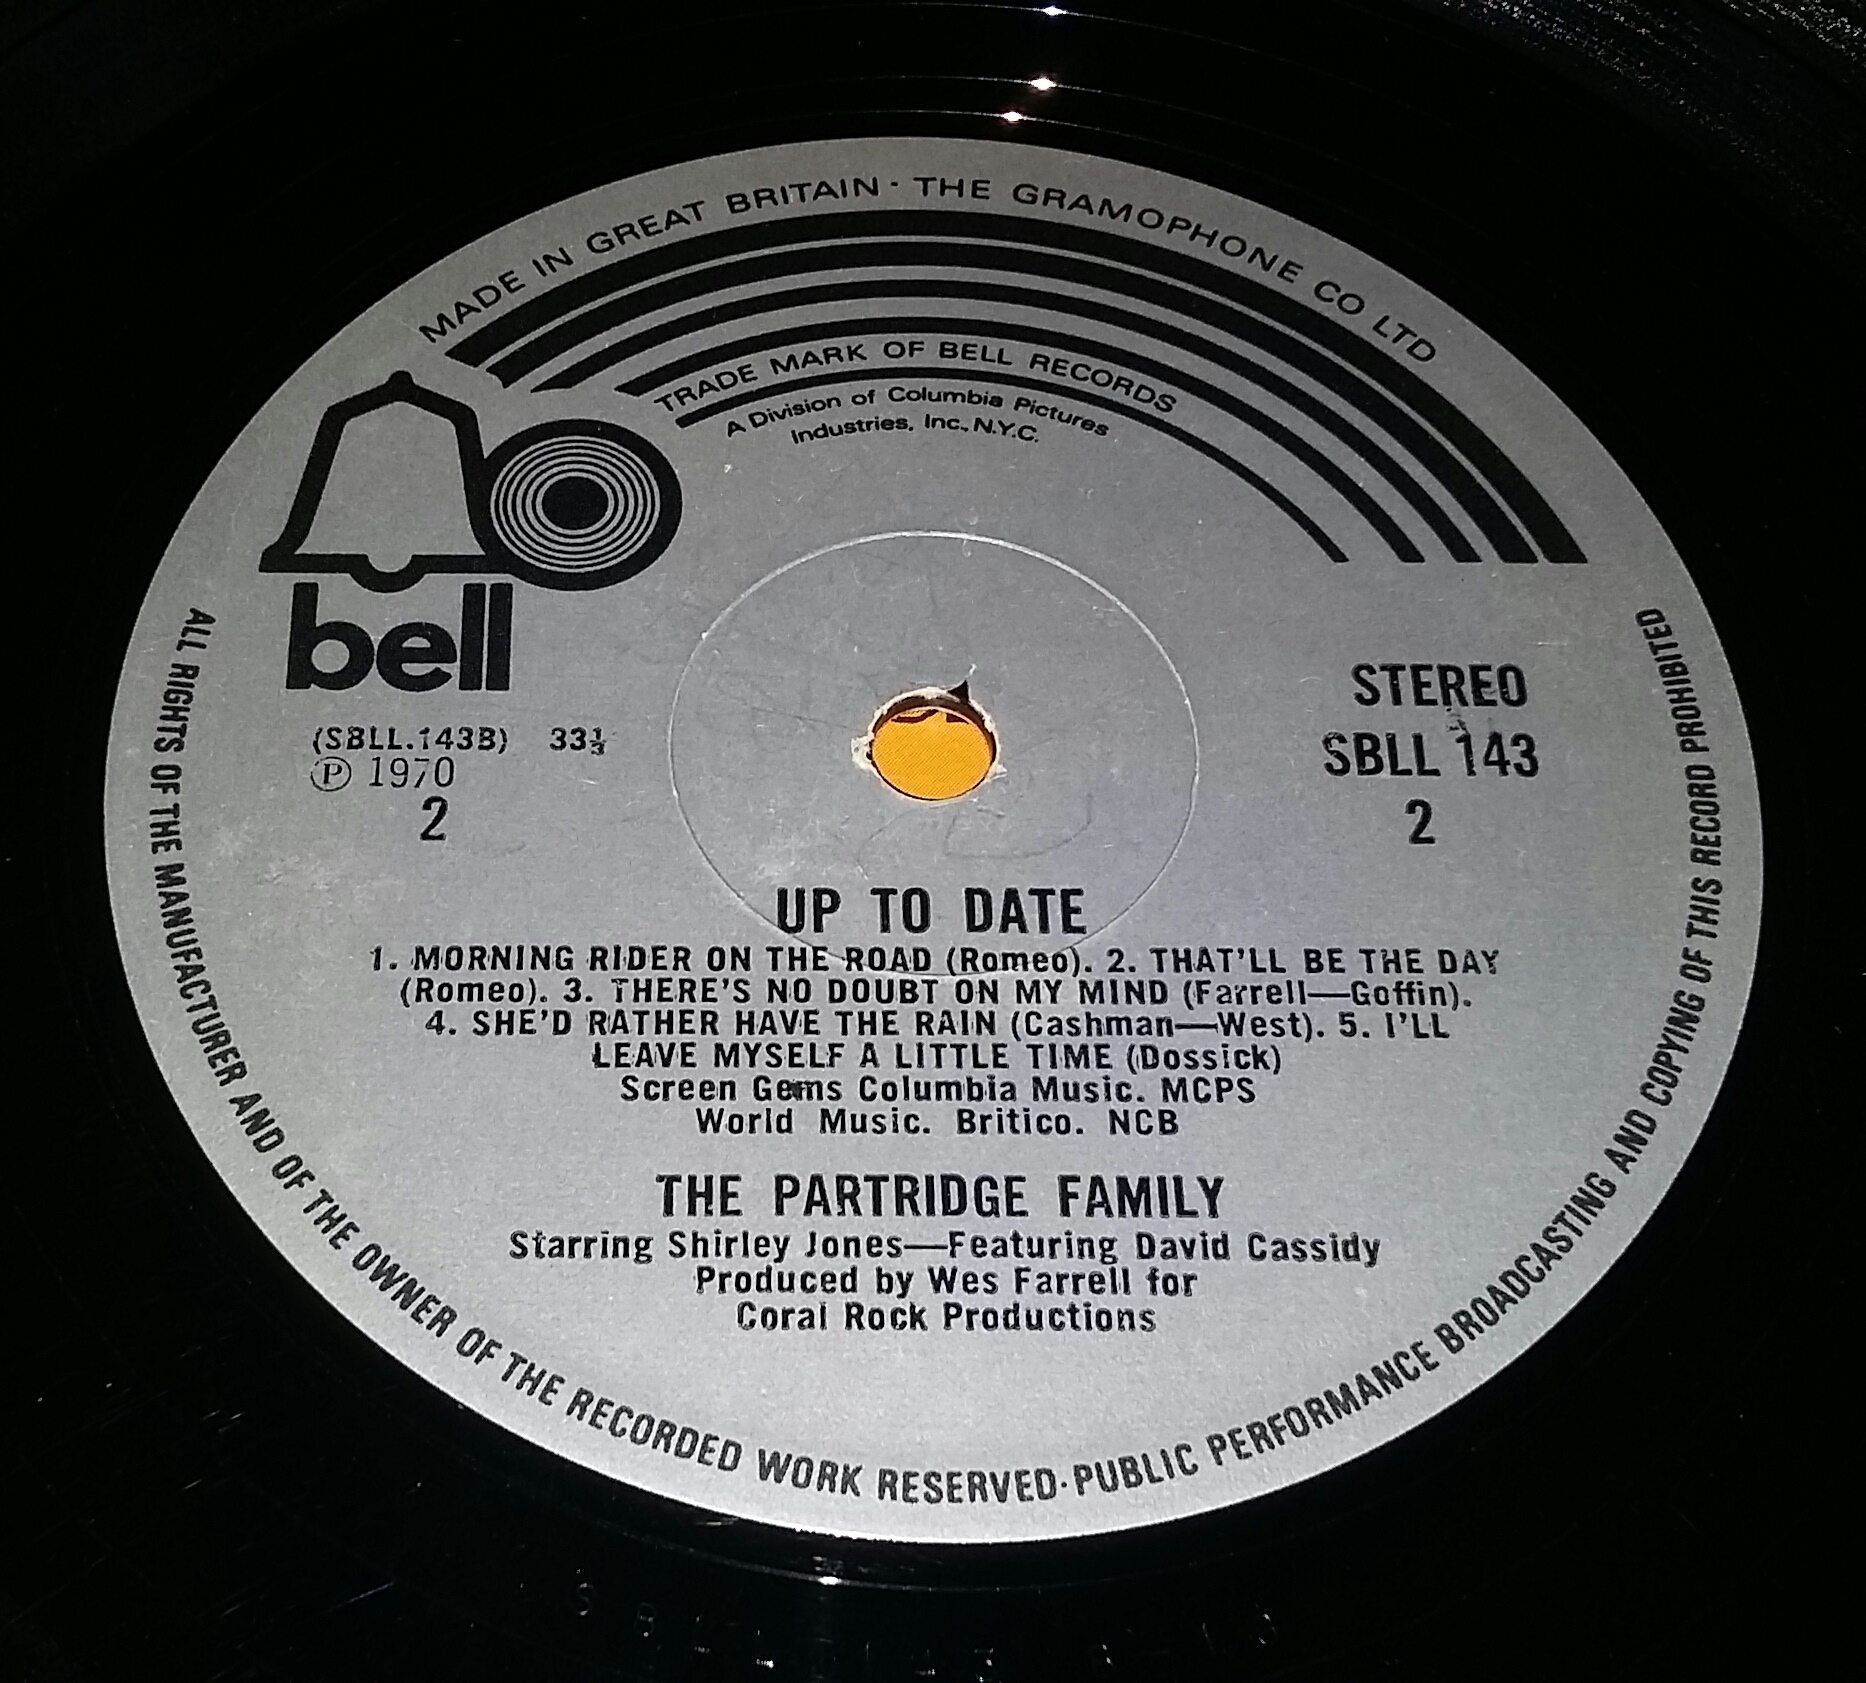 MADE IN GREAT BRITAIN · THE GRAMOPHONE CO LTD
TRADE MARK OF BELL RECORDS
A Division of Columbia Pictures
Industries, Inc., N.Y.C.
bell
(SBLL.143B) 33⅓
℗ 1970
2
STEREO
SBLL 143
2
UP TO DATE
1. MORNING RIDER ON THE ROAD (Romeo). 2. THAT'LL BE THE DAY
(Romeo). 3. THERE'S NO DOUBT ON MY MIND (Farrell—Goffin).
4. SHE'D RATHER HAVE THE RAIN (Cashman—West). 5. I'LL
LEAVE MYSELF A LITTLE TIME (Dossick)
Screen Gems Columbia Music. MCPS
World Music. Britico. NCB
THE PARTRIDGE FAMILY
Starring Shirley Jones—Featuring David Cassidy
Produced by Wes Farrell for
Coral Rock Productions
ALL RIGHTS OF THE MANUFACTURER AND OF THE OWNER OF THE RECORDED WORK RESERVED · PUBLIC PERFORMANCE BROADCASTING AND COPYING OF THIS RECORD PROHIBITED